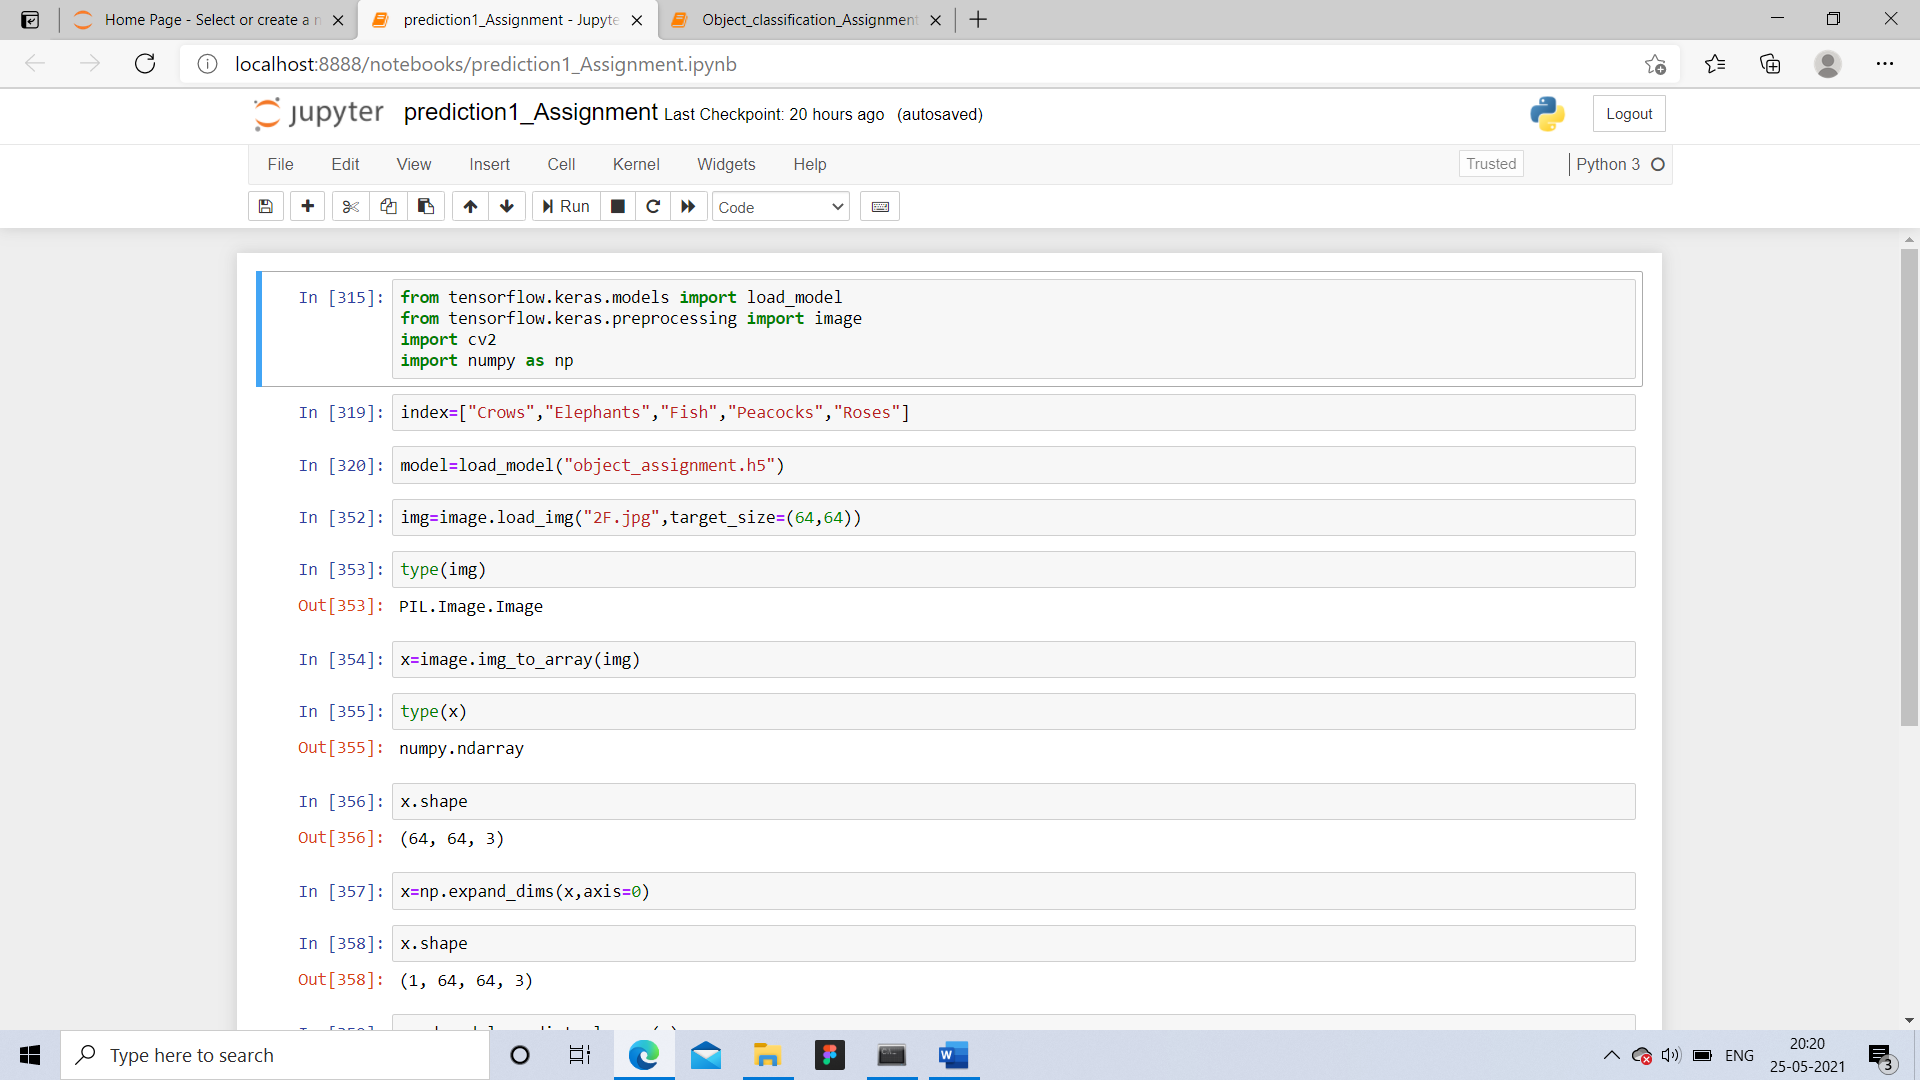 Home Page - Select or create a n
prediction1_Assignment - Jupyte
Object_classification_Assignment
localhost:8888/notebooks/prediction1_Assignment.ipynb
jupyter prediction1_Assignment Last Checkpoint: 20 hours ago (autosaved)
Logout
File Edit View Insert Cell Kernel Widgets Help
Trusted
Python 3
Run
Code
In [315]: from tensorflow.keras.models import load_model
from tensorflow.keras.preprocessing import image
import cv2
import numpy as np
In [319]: index=["Crows","Elephants","Fish","Peacocks","Roses"]
In [320]: model=load_model("object_assignment.h5")
In [352]: img=image.load_img("2F.jpg",target_size=(64,64))
In [353]: type(img)
Out[353]: PIL.Image.Image
In [354]: x=image.img_to_array(img)
In [355]: type(x)
Out[355]: numpy.ndarray
In [356]: x.shape
Out[356]: (64, 64, 3)
In [357]: x=np.expand_dims(x,axis=0)
In [358]: x.shape
Out[358]: (1, 64, 64, 3)
Type here to search
ENG
20:20
25-05-2021
3